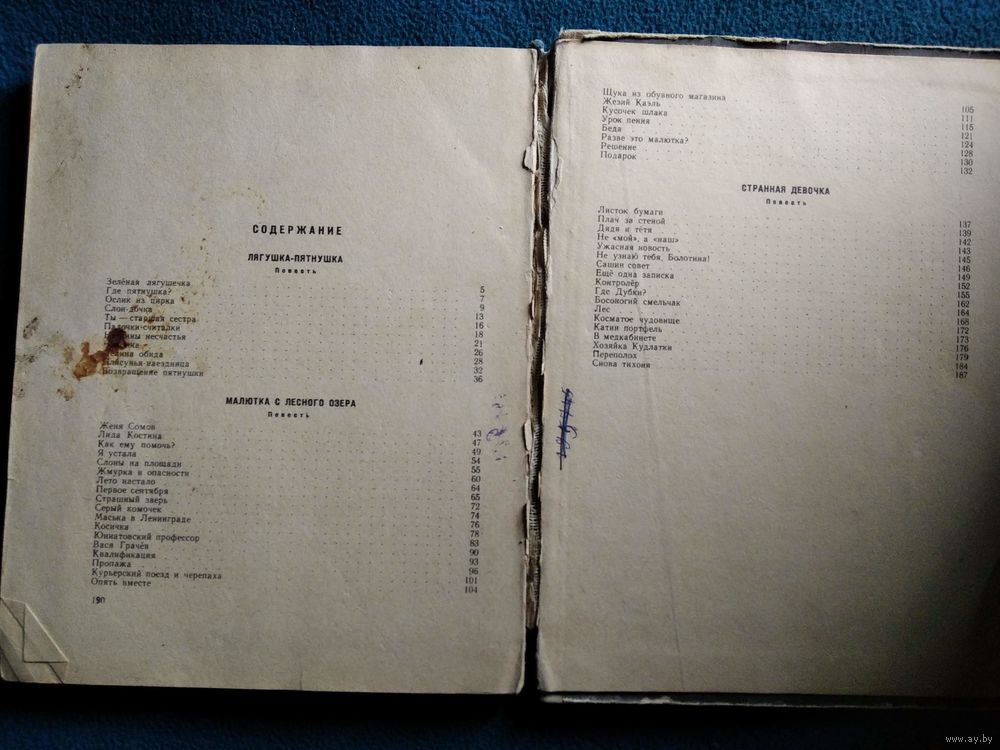 СОДЕРЖАНИЕ
ЛЯГУШКА-ПЯТНУШКА
Повесть
Зелёная лягушечка 5
Где пятнушка? 7
Ослик из цирка 9
Слон-дочка 13
Ты — старшая сестра 16
Палочки-считалки 18
несчастья 21
26
обида 28
Плясунья-наездница 32
Возвращение пятнушки 36
МАЛЮТКА С ЛЕСНОГО ОЗЕРА
Повесть
Женя Сомов 43
Лида Костина 47
Как ему помочь? 49
Я устала 54
Слоны на площади 55
Жмурка в опасности 60
Лето настало 64
Первое сентября 65
Страшный зверь 72
Серый комочек 74
Маська в Ленинграде 76
Косичка 78
Юннатовский профессор 83
Вася Грачёв 90
Квалификация 93
Пропажа 96
Курьерский поезд и черепаха 101
Опять вместе 104
190
Щука из обувного магазина 105
Жезий Каэль 111
Кусочек шлака 115
Урок пения 121
Беда 124
Разве это малютка? 128
Решение 130
Подарок 132
СТРАННАЯ ДЕВОЧКА
Повесть
Листок бумаги 137
Плач за стеной 139
Дядя и тётя 142
Не «мой», а «наш» 143
Ужасная новость 145
Не узнаю тебя, Болотина! 146
Сашин совет 149
Ещё одна записка 152
Контролёр 155
Где Дубки? 162
Босоногий смельчак 164
Лес 168
Косматое чудовище 172
Катин портфель 173
В медкабинете 176
Хозяйка Кудлатки 179
Переполох 184
Снова тихоня 187
www.ay.by